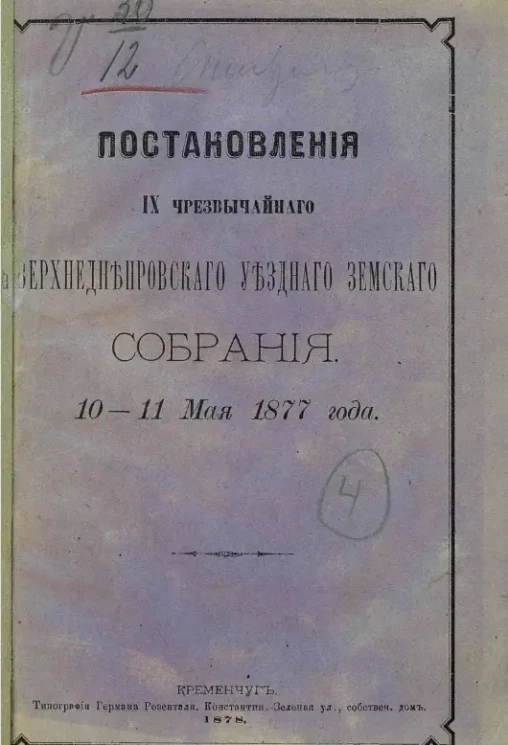 20
12
ПОСТАНОВЛЕНІЯ
IX ЧРЕЗВЫЧАЙНАГО
ВЕРХНЕДНѢПРОВСКАГО УѢЗДНАГО ЗЕМСКАГО
СОБРАНІЯ.
10—11 Мая 1877 года.
4
КРЕМЕНЧУГЪ.
Типографія Германа Розенталя, Константин.-Зеленая ул., собствен. домъ.
1878.